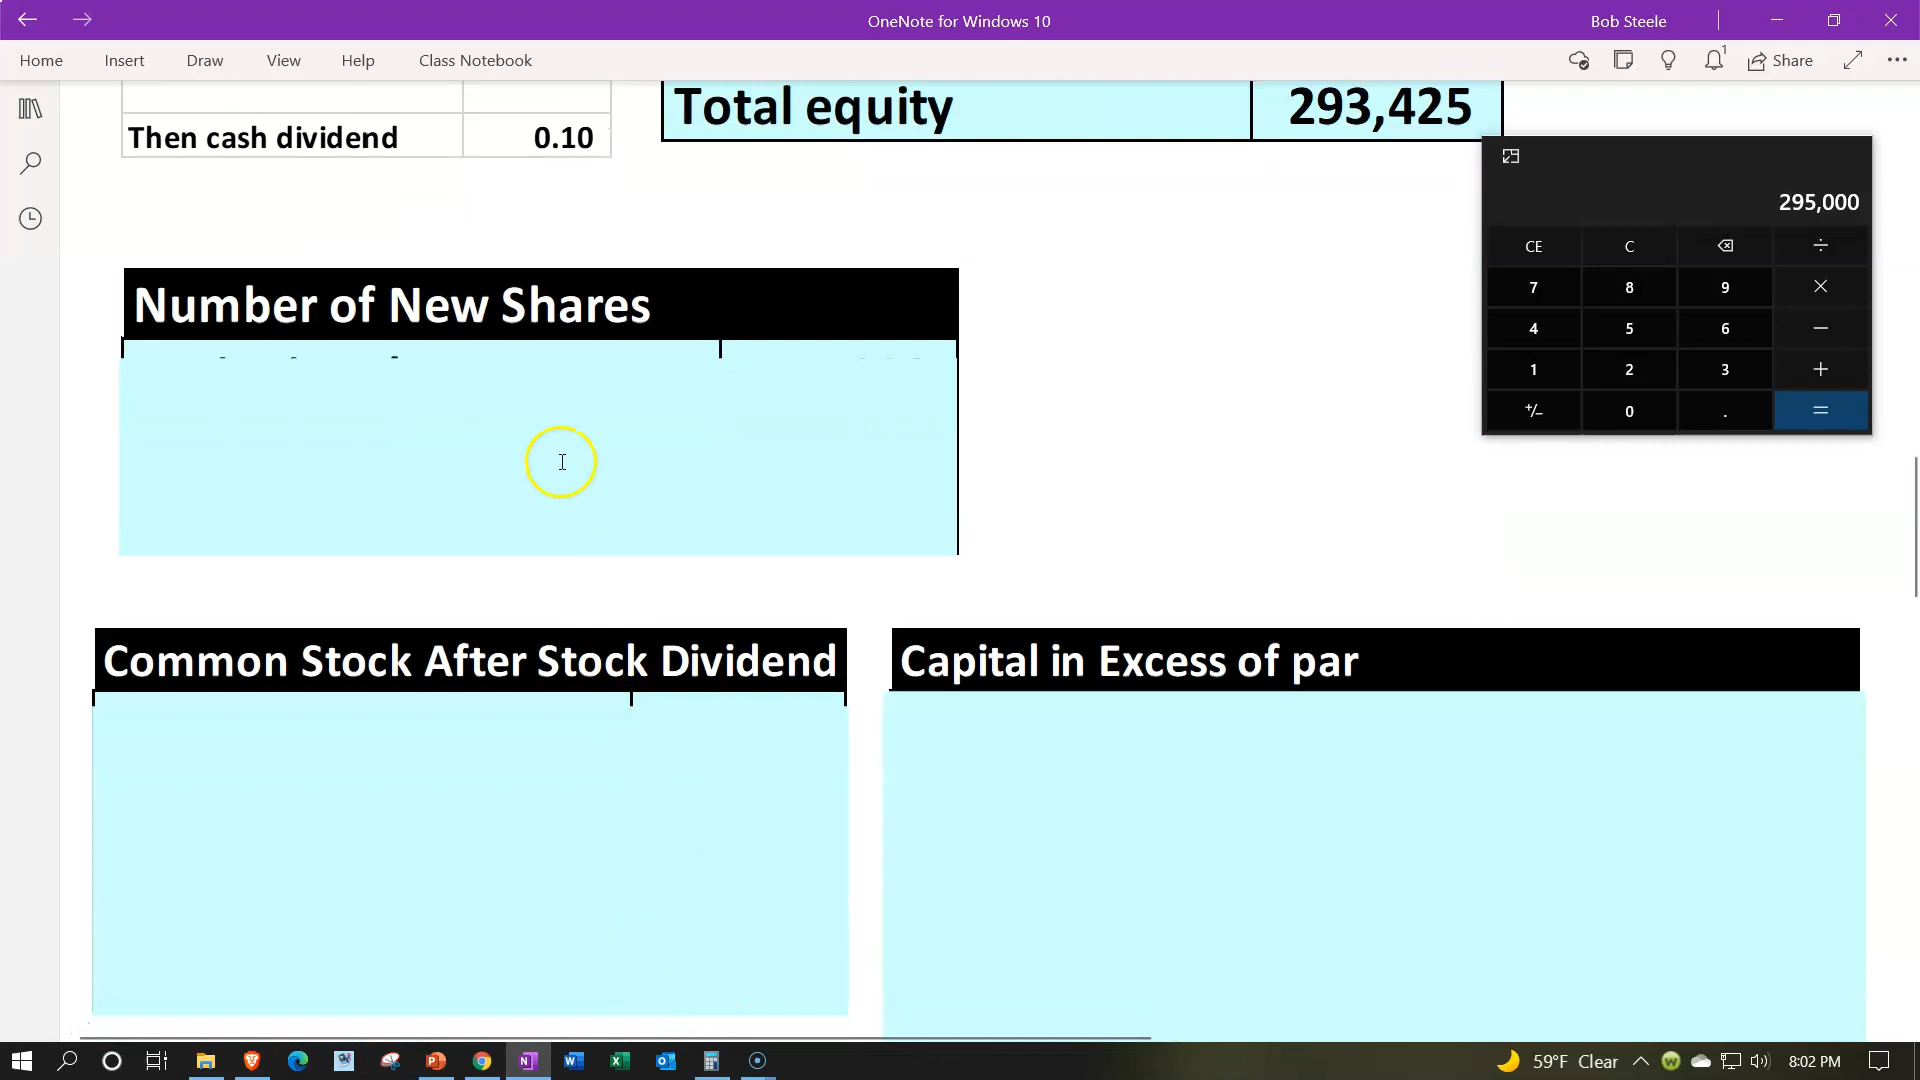 OneNote for Windows 10
Bob Steele
Home Insert Draw View Help Class Notebook
1
Share
Total equity 293,425
Then cash dividend 0.10
295,000
CE C ⌫ ÷
7 8 9 ×
4 5 6 −
1 2 3 +
+/− 0 . =
Number of New Shares
Common Stock After Stock Dividend
Capital in Excess of par
59°F Clear
8:02 PM